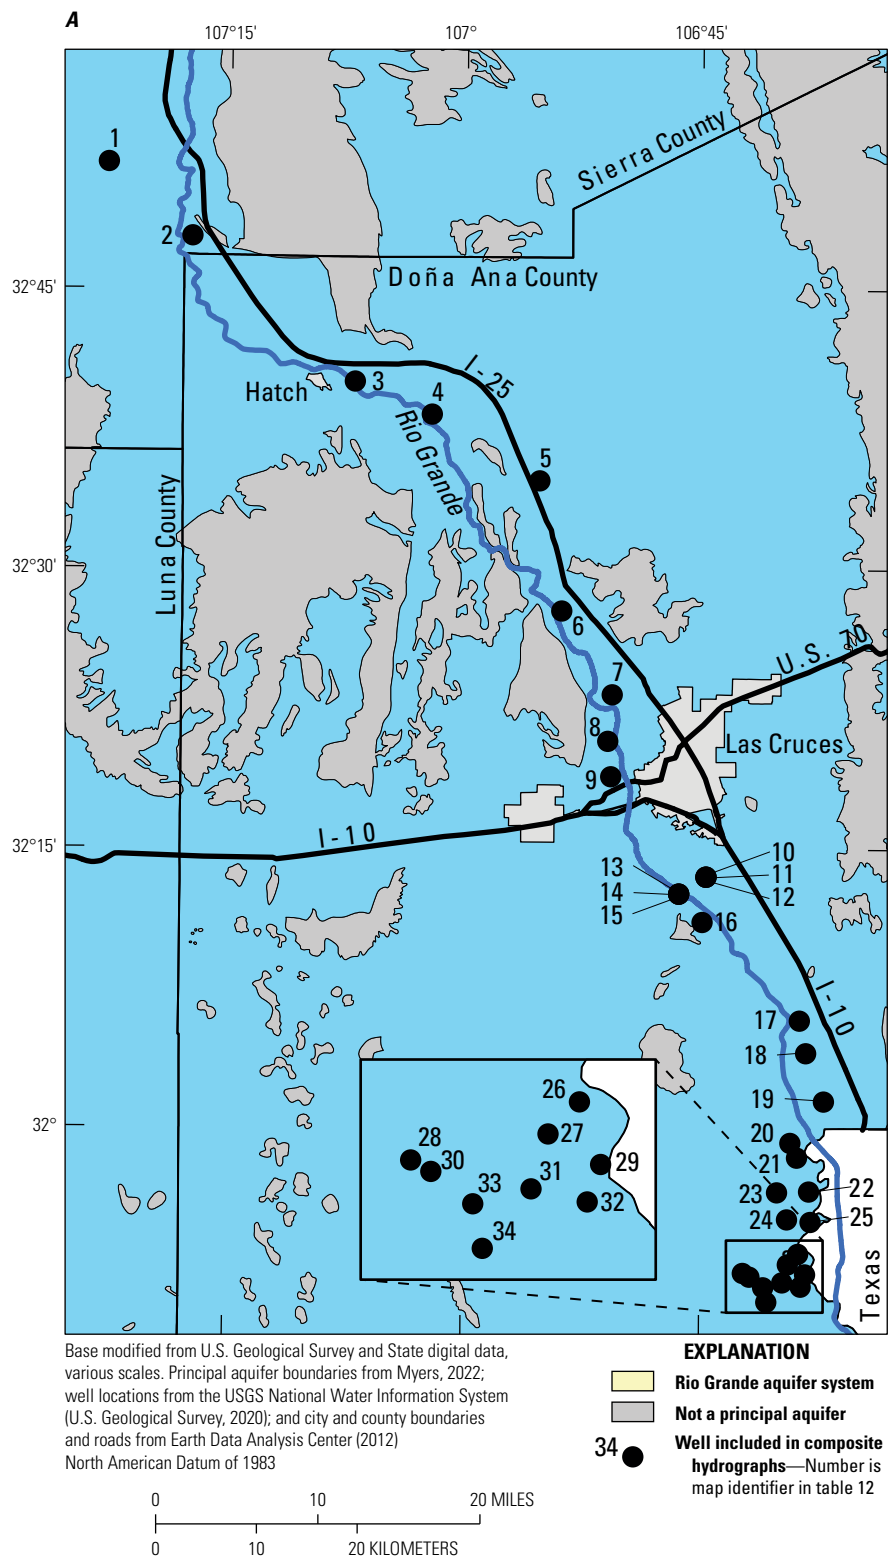 A
107°15'
107°
106°45'
1
Sierra County
2
Doña Ana County
32°45'
I-25
3
Hatch
4
Rio Grande
5
Luna County
32°30'
6
U.S. 70
7
8
Las Cruces
9
I-10
32°15'
10
13
11
14
12
15
16
I-10
17
18
19
32°
26
20
27
28
21
29
30
31
23
22
33
32
24
25
34
Texas
Base modified from U.S. Geological Survey and State digital data,
various scales. Principal aquifer boundaries from Myers, 2022;
well locations from the USGS National Water Information System
(U.S. Geological Survey, 2020); and city and county boundaries
and roads from Earth Data Analysis Center (2012)
North American Datum of 1983
EXPLANATION
Rio Grande aquifer system
Not a principal aquifer
34
Well included in composite
hydrographs—Number is
map identifier in table 12
0 10 20 MILES
0 10 20 KILOMETERS